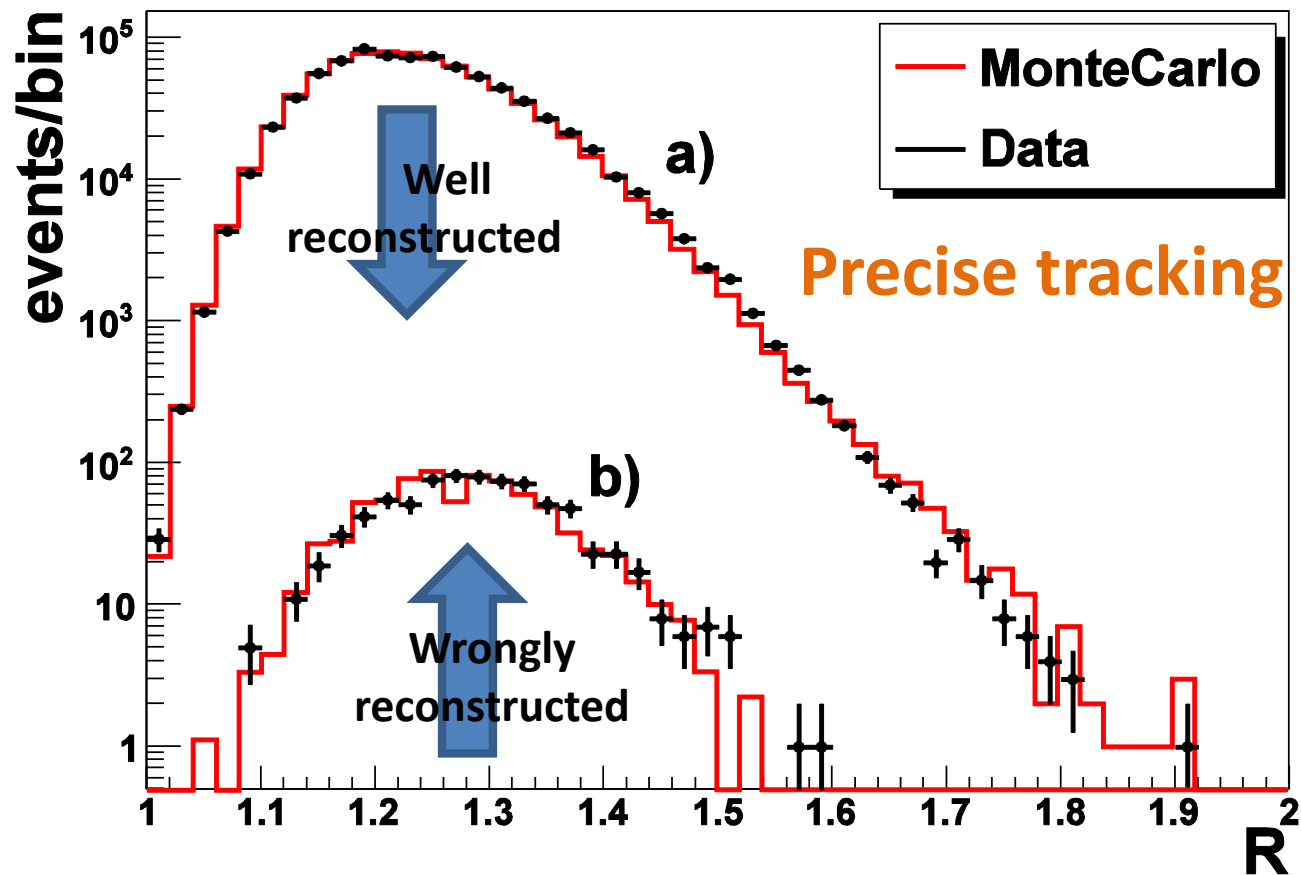 events/bin
10^5
10^4
10^3
10^2
10
1
MonteCarlo
Data
a)
Well
reconstructed
Precise tracking
b)
Wrongly
reconstructed
1 1.1 1.2 1.3 1.4 1.5 1.6 1.7 1.8 1.9 2
R